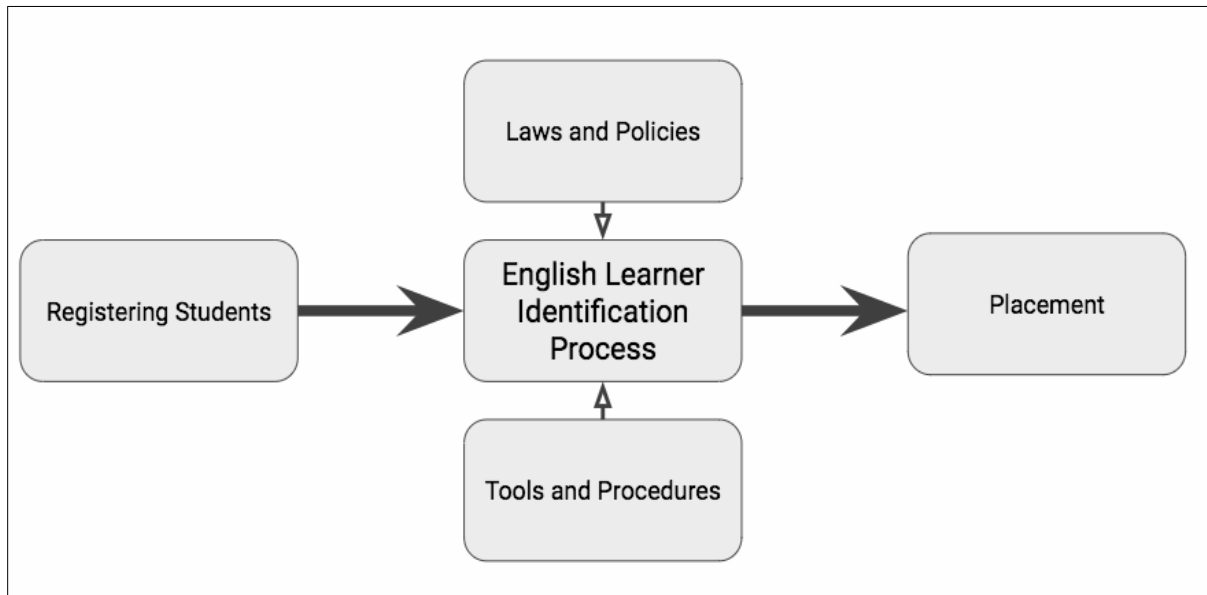 Laws and Policies
Registering Students
English Learner
Identification
Process
Placement
Tools and Procedures